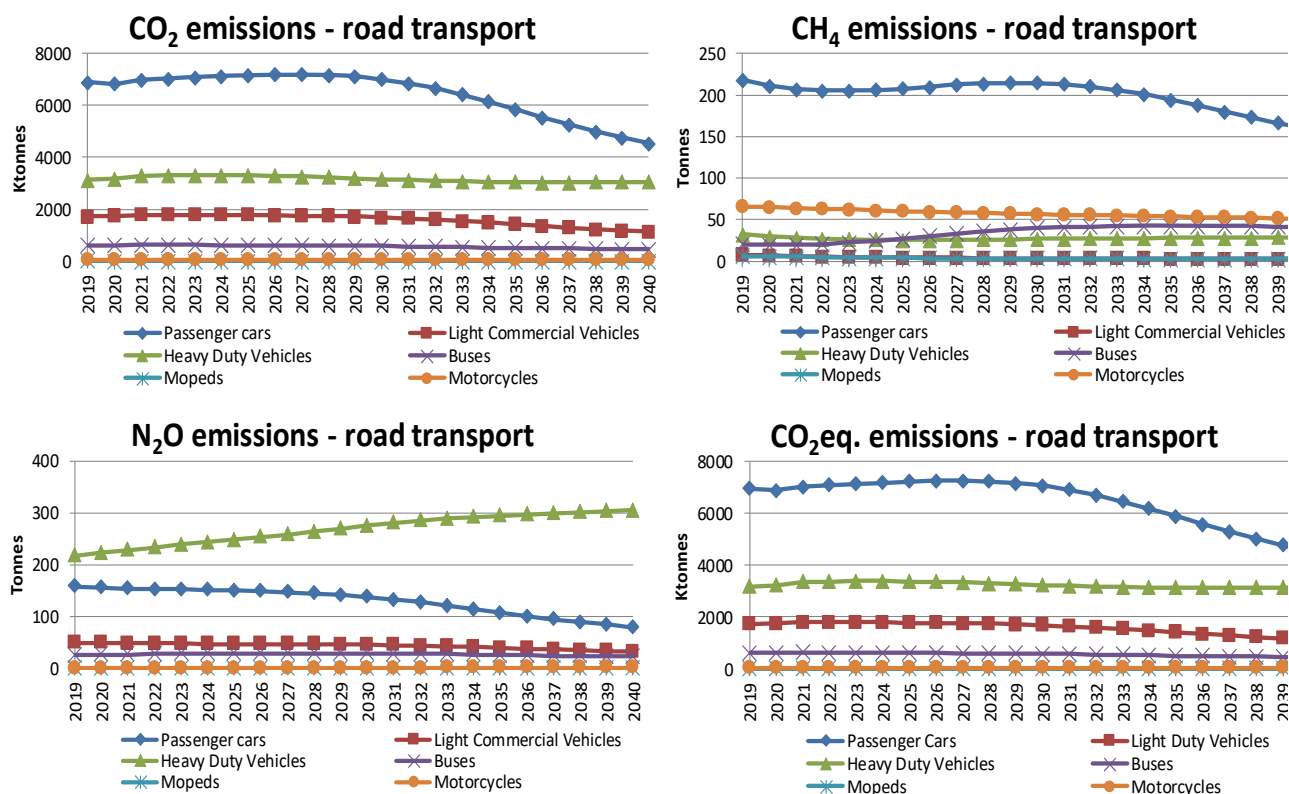 CO₂ emissions - road transport
8000
6000
4000
2000
0
Ktonnes
2019 2020 2021 2022 2023 2024 2025 2026 2027 2028 2029 2030 2031 2032 2033 2034 2035 2036 2037 2038 2039 2040
Passenger cars Light Commercial Vehicles
Heavy Duty Vehicles Buses
Mopeds Motorcycles
CH₄ emissions - road transport
250
200
150
100
50
0
Tonnes
2019 2020 2021 2022 2023 2024 2025 2026 2027 2028 2029 2030 2031 2032 2033 2034 2035 2036 2037 2038 2039
Passenger cars Light Commercial Vehicles
Heavy Duty Vehicles Buses
Mopeds Motorcycles
N₂O emissions - road transport
400
300
200
100
0
Tonnes
2019 2020 2021 2022 2023 2024 2025 2026 2027 2028 2029 2030 2031 2032 2033 2034 2035 2036 2037 2038 2039 2040
Passenger cars Light Commercial Vehicles
Heavy Duty Vehicles Buses
Mopeds Motorcycles
CO₂eq. emissions - road transport
8000
6000
4000
2000
0
Ktonnes
2019 2020 2021 2022 2023 2024 2025 2026 2027 2028 2029 2030 2031 2032 2033 2034 2035 2036 2037 2038 2039
Passenger Cars Light Duty Vehicles
Heavy Duty Vehicles Buses
Mopeds Motorcycles